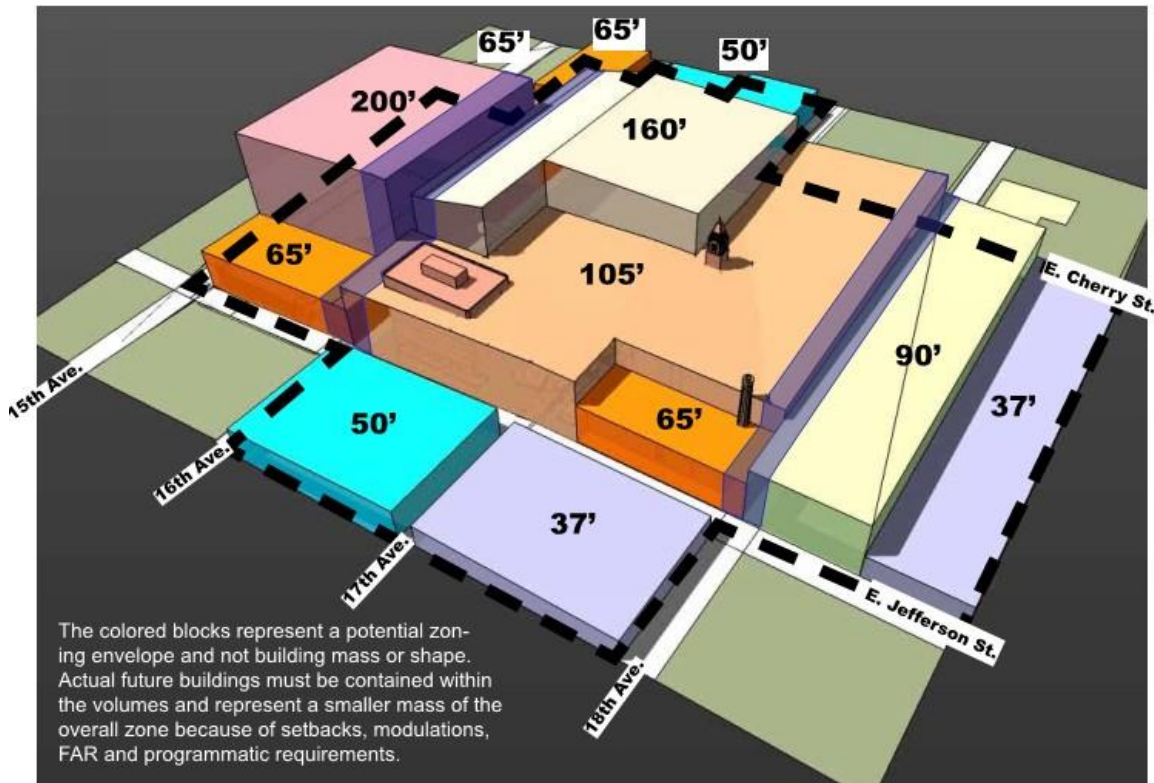 65’
65’
50’
200’
160’
65’
105’
E. Cherry St.
90’
15th Ave.
50’
65’
37’
16th Ave.
37’
17th Ave.
E. Jefferson St.
18th Ave.
The colored blocks represent a potential zon-
ing envelope and not building mass or shape.
Actual future buildings must be contained within
the volumes and represent a smaller mass of the
overall zone because of setbacks, modulations,
FAR and programmatic requirements.